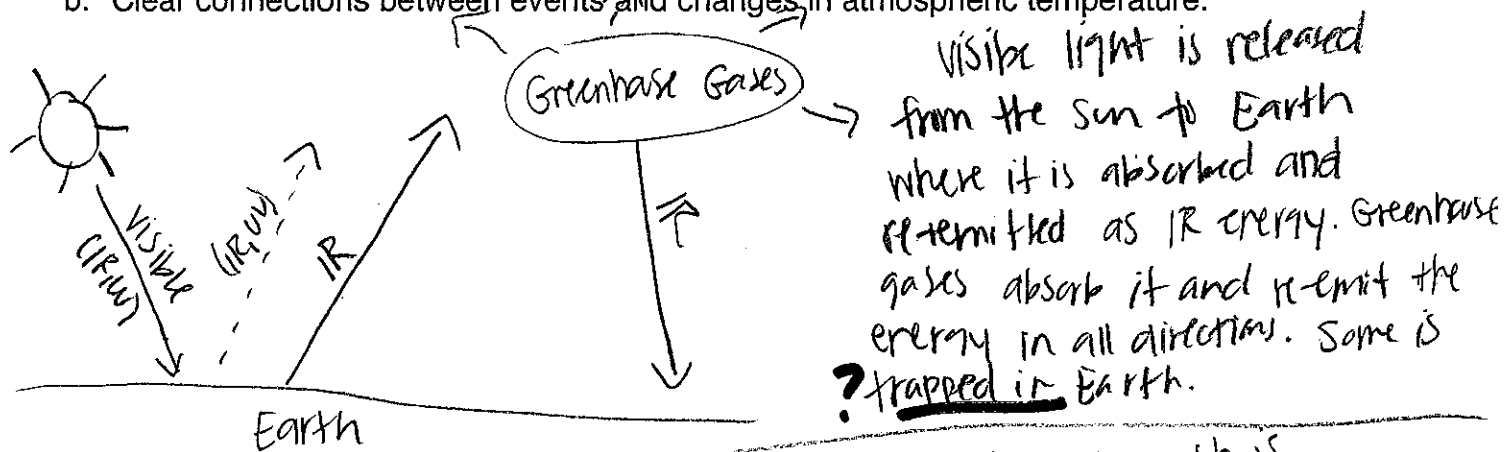 b. Clear connections between events and changes in atmospheric temperature.
Greenhouse Gases
visible light is released
from the sun to Earth
where it is absorbed and
re-remitted as IR energy. Greenhouse
gases absorb it and re-emit the
energy in all directions. Some is
? trapped in Earth.
visible
(IR, UV)
(IR, UV)
IR
IR
Earth
is